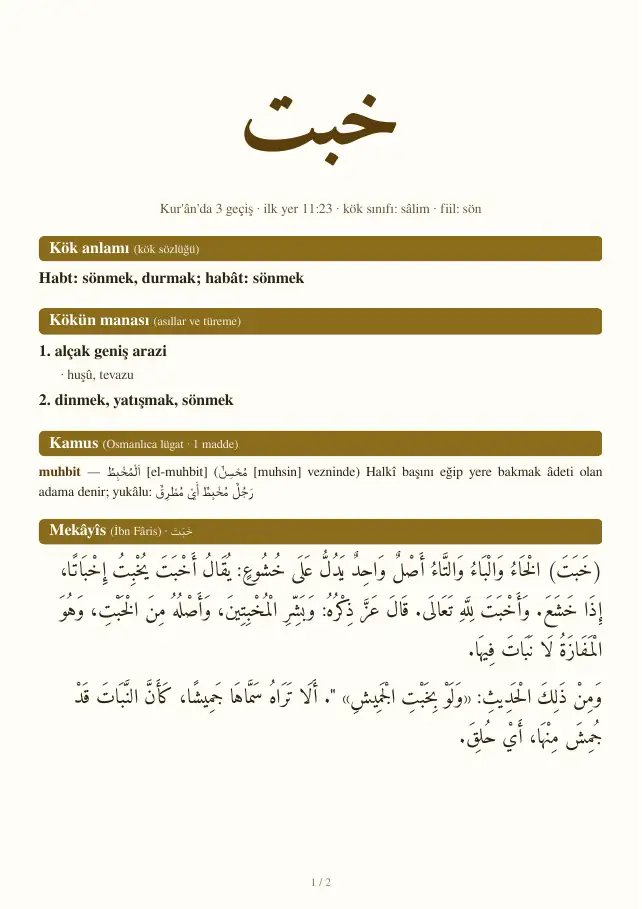 خبت
Kur'ân'da 3 geçiş · ilk yer 11:23 · kök sınıfı: sâlim · fiil: sön
Kök anlamı (kök sözlüğü)
Habt: sönmek, durmak; habât: sönmek
Kökün manası (asıllar ve türeme)
1. alçak geniş arazi
· huşû, tevazu
2. dinmek, yatışmak, sönmek
Kamus (Osmanlıca lügat · 1 madde)
muhbit — اَلْمُخْبِطُ [el-muhbit] (مُحْسِنٌ [muhsin] vezninde) Halkî başını eğip yere bakmak âdeti olan
adama denir; yukâlu: رَجُلٌ مُخْبِطٌ أَيْ مُطْرِقٌ
Mekâyîs (İbn Fâris) · خَبَتَ
(خَبَتَ) الْخَاءُ وَالْبَاءُ وَالتَّاءُ أَصْلٌ وَاحِدٌ يَدُلُّ عَلَى خُشُوعٍ: يُقَالُ أَخْبَتَ يُخْبِتُ إِخْبَاتًا،
إِذَا خَشَعَ. وَأَخْبَتَ لِلَّهِ تَعَالَى. قَالَ عَزَّ ذِكْرُهُ: وَبَشِّرِ الْمُخْبِتِينَ، وَأَصْلُهُ مِنَ الْخَبْتِ، وَهُوَ
الْمَفَازَةُ لَا نَبَاتَ فِيهَا.
وَمِنْ ذَلِكَ الْحَدِيثِ: «وَلَوْ بِخَبْتِ الْجَمِيشِ» ". أَلَا تَرَاهُ سَمَّاهَا جَمِيشًا، كَأَنَّ النَّبَاتَ قَدْ
جُمِشَ مِنْهَا، أَيْ حُلِقَ.
1 / 2